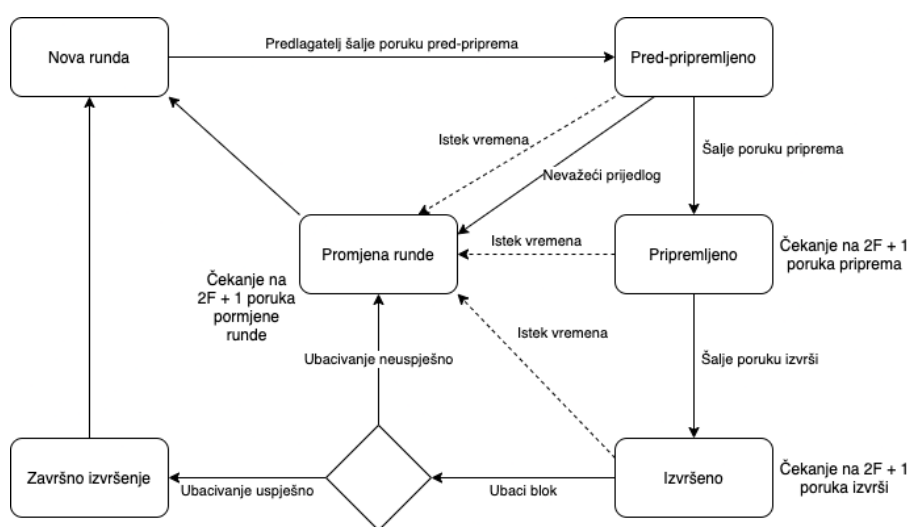 Predlagatelj šalje poruku pred-priprema
Nova runda
Pred-pripremljeno
Istek vremena
Šalje poruku priprema
Nevažeći prijedlog
Promjena runde
Istek vremena
Pripremljeno
Čekanje na 2F + 1
poruka priprema
Čekanje na
2F + 1 poruka
pormjene
runde
Istek vremena
Ubacivanje neuspješno
Šalje poruku izvrši
Završno izvršenje
Ubacivanje uspješno
Ubaci blok
Izvršeno
Čekanje na 2F + 1
poruka izvrši